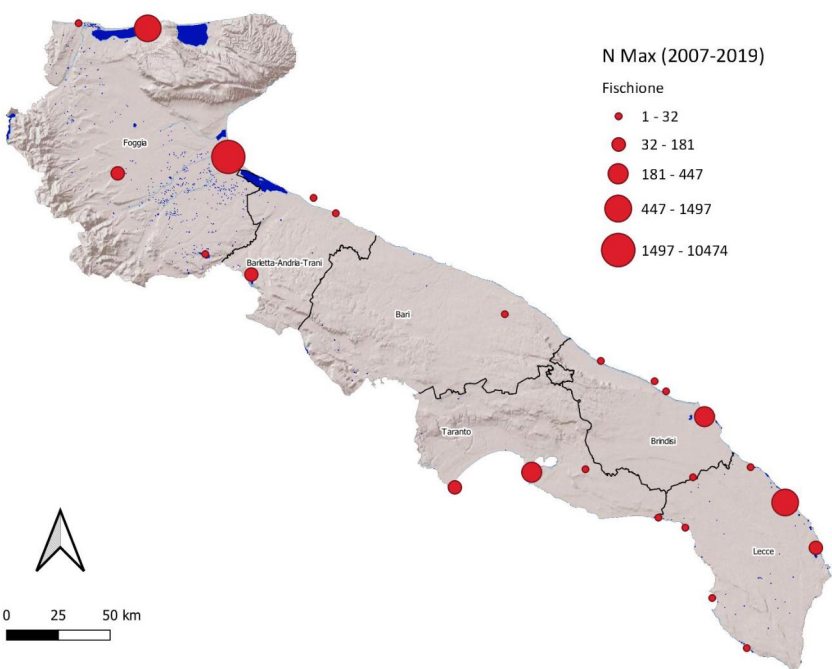 N Max (2007-2019)
Fischione
1 - 32
32 - 181
181 - 447
447 - 1497
1497 - 10474
Foggia
Barletta-Andria-Trani
Bari
Taranto
Brindisi
Lecce
0 25 50 km